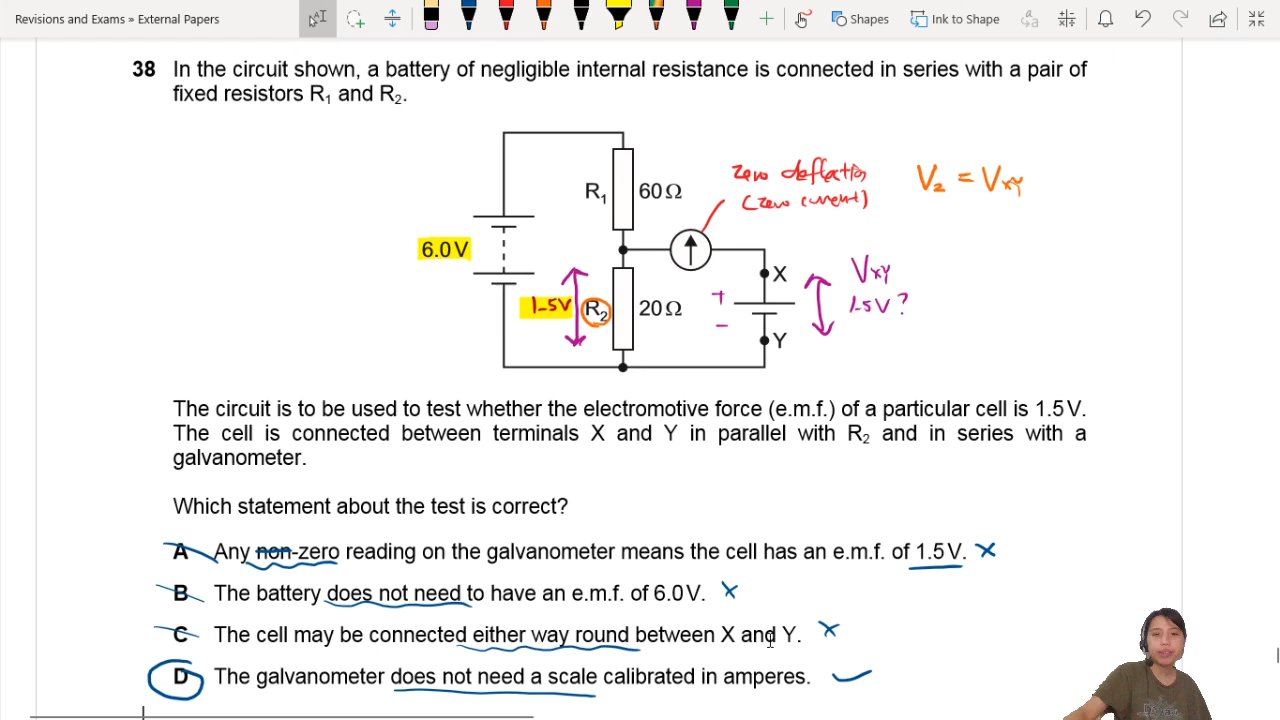 Revisions and Exams » External Papers
Shapes
Ink to Shape
38 In the circuit shown, a battery of negligible internal resistance is connected in series with a pair of
fixed resistors R₁ and R₂.
zero deflection
(zero current)
V₂ = Vxy
R₁ 60 Ω
6.0 V
X
Vxy
1.5V R₂ 20 Ω
+
1.5V?
−
Y
The circuit is to be used to test whether the electromotive force (e.m.f.) of a particular cell is 1.5 V.
The cell is connected between terminals X and Y in parallel with R₂ and in series with a
galvanometer.
Which statement about the test is correct?
A Any non-zero reading on the galvanometer means the cell has an e.m.f. of 1.5 V. ×
B The battery does not need to have an e.m.f. of 6.0 V. ×
C The cell may be connected either way round between X and Y. ×
D The galvanometer does not need a scale calibrated in amperes. ✓